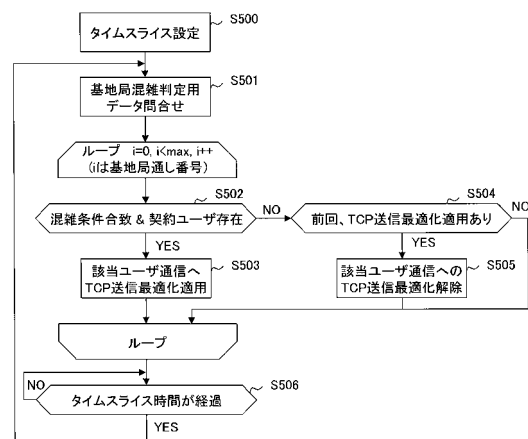 タイムスライス設定
S500
基地局混雑判定用
データ問合せ
S501
ループ i=0, i<max, i++
(iは基地局通し番号)
S502
混雑条件合致 & 契約ユーザ存在
NO
S504
前回、TCP送信最適化適用あり
NO
YES
YES
該当ユーザ通信へ
TCP送信最適化適用
S503
該当ユーザ通信への
TCP送信最適化解除
S505
ループ
NO
S506
タイムスライス時間が経過
YES